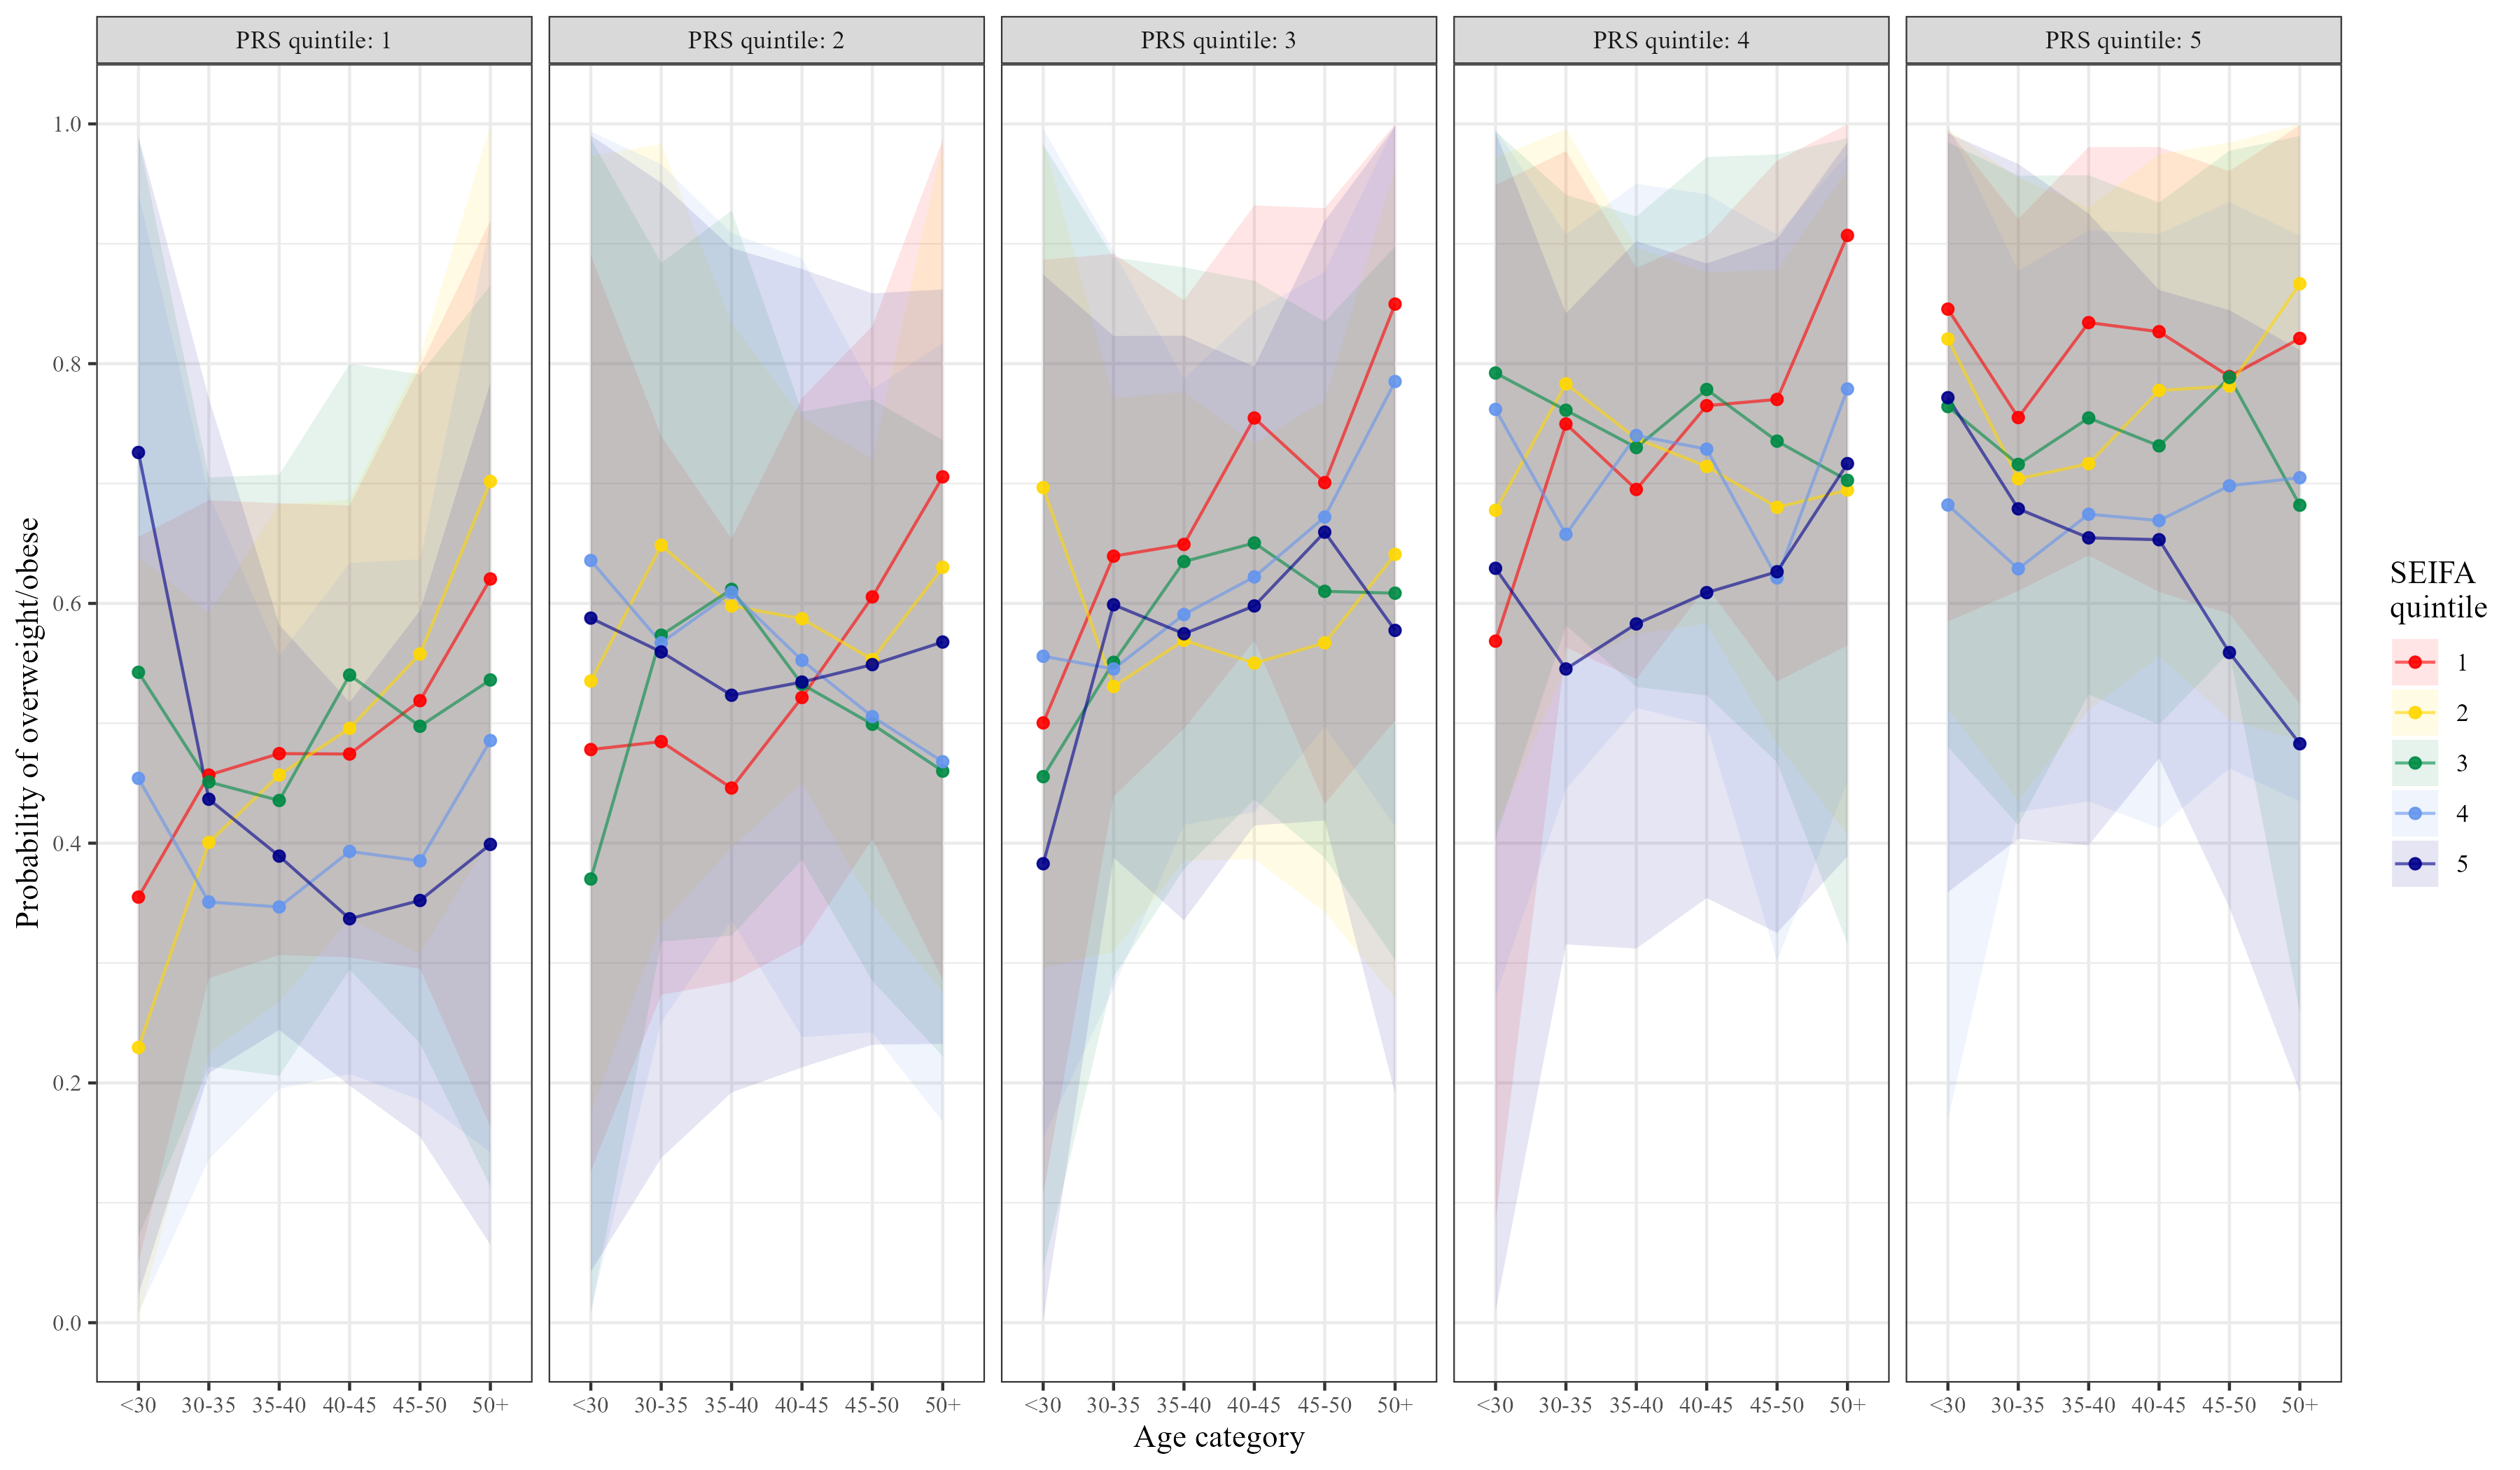 PRS quintile: 1
PRS quintile: 2
PRS quintile: 3
PRS quintile: 4
PRS quintile: 5
Probability of overweight/obese
1.0
0.8
0.6
0.4
0.2
0.0
<30 30-35 35-40 40-45 45-50 50+
<30 30-35 35-40 40-45 45-50 50+
<30 30-35 35-40 40-45 45-50 50+
<30 30-35 35-40 40-45 45-50 50+
<30 30-35 35-40 40-45 45-50 50+
Age category
SEIFA
quintile
1
2
3
4
5